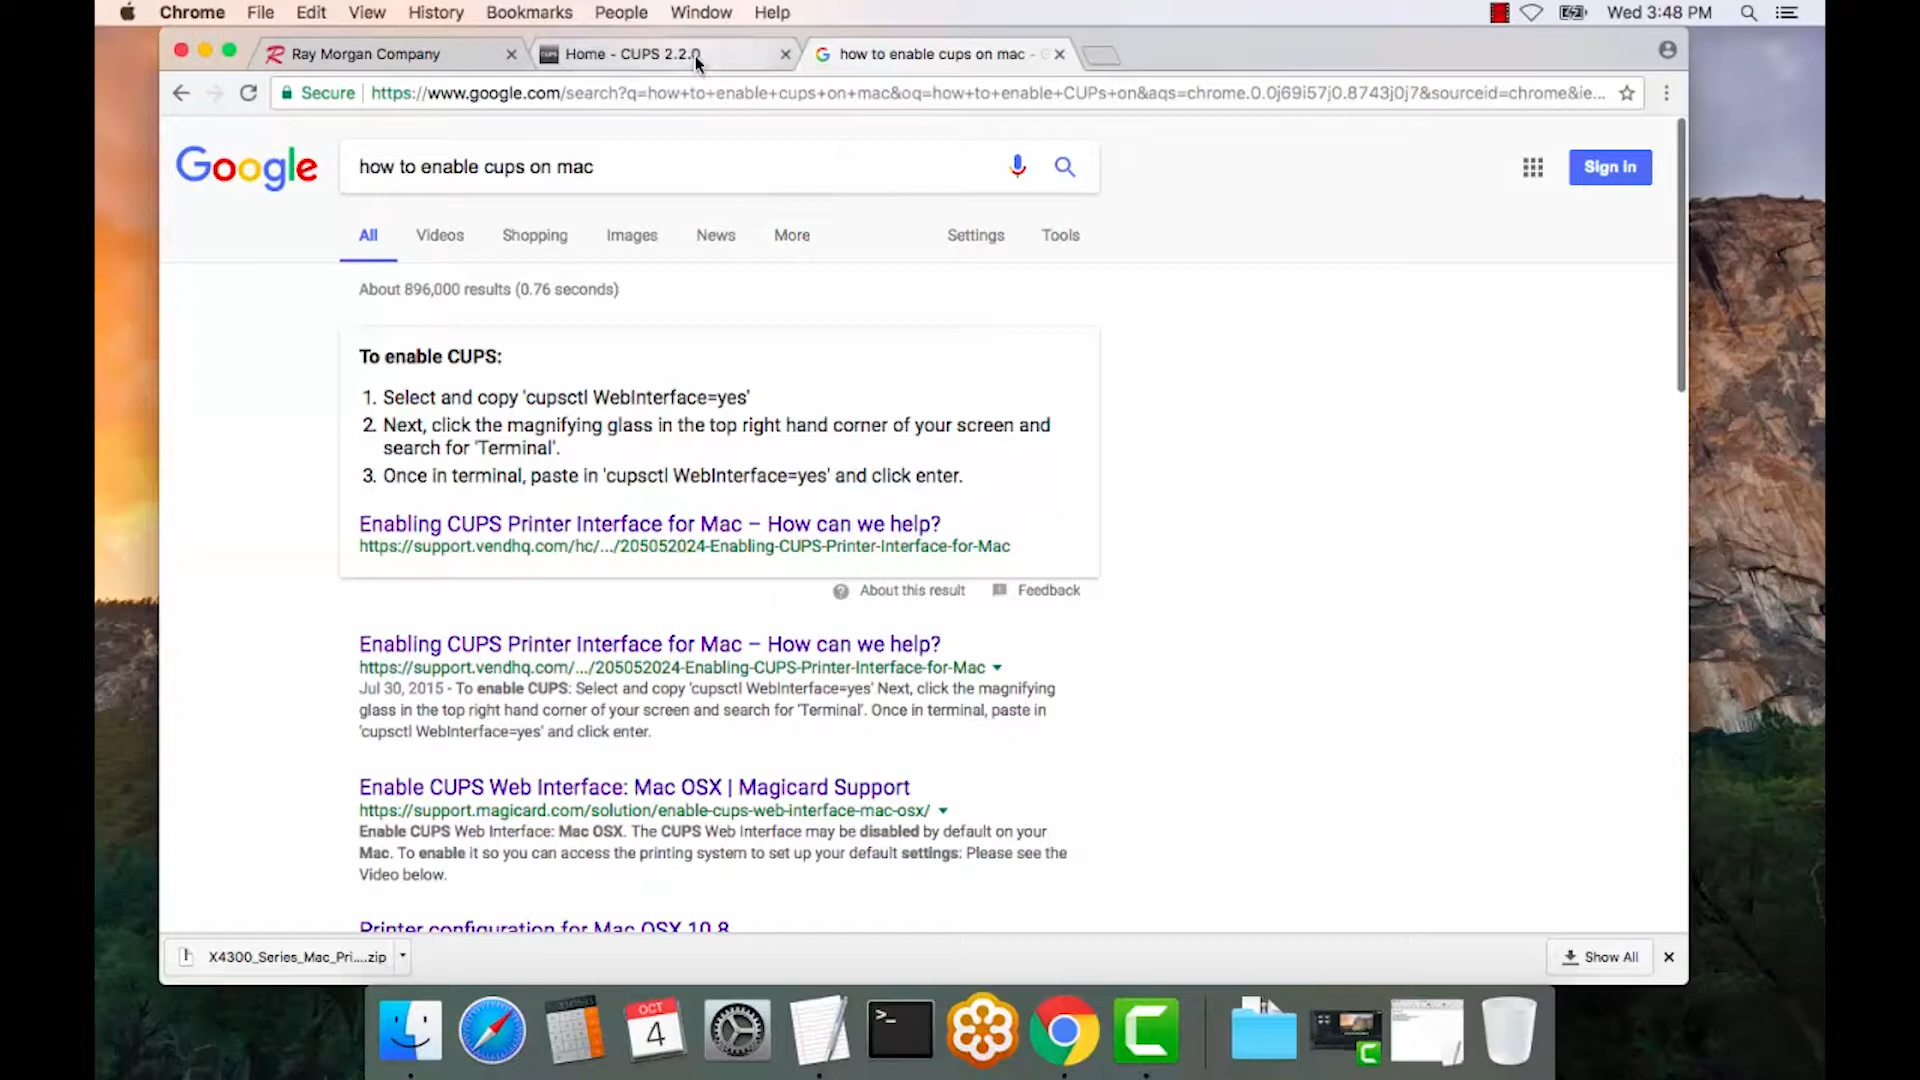 Chrome File Edit View History Bookmarks People Window Help Wed 3:48 PM
Ray Morgan Company Home - CUPS 2.2.0 how to enable cups on mac - G
Secure https://www.google.com/search?q=how+to+enable+cups+on+mac&oq=how+to+enable+CUPs+on&aqs=chrome.0.0j69i57j0.8743j0j7&sourceid=chrome&ie...
Google how to enable cups on mac Sign in
All Videos Shopping Images News More Settings Tools
About 896,000 results (0.76 seconds)
To enable CUPS:
1. Select and copy 'cupsctl WebInterface=yes'
2. Next, click the magnifying glass in the top right hand corner of your screen and
search for 'Terminal'.
3. Once in terminal, paste in 'cupsctl WebInterface=yes' and click enter.
Enabling CUPS Printer Interface for Mac – How can we help?
https://support.vendhq.com/hc/.../205052024-Enabling-CUPS-Printer-Interface-for-Mac
About this result Feedback
Enabling CUPS Printer Interface for Mac – How can we help?
https://support.vendhq.com/.../205052024-Enabling-CUPS-Printer-Interface-for-Mac
Jul 30, 2015 - To enable CUPS: Select and copy 'cupsctl WebInterface=yes' Next, click the magnifying
glass in the top right hand corner of your screen and search for 'Terminal'. Once in terminal, paste in
'cupsctl WebInterface=yes' and click enter.
Enable CUPS Web Interface: Mac OSX | Magicard Support
https://support.magicard.com/solution/enable-cups-web-interface-mac-osx/
Enable CUPS Web Interface: Mac OSX. The CUPS Web Interface may be disabled by default on your
Mac. To enable it so you can access the printing system to set up your default settings: Please see the
Video below.
Printer configuration for Mac OSX 10.8
X4300_Series_Mac_Pri....zip Show All
OCT
4